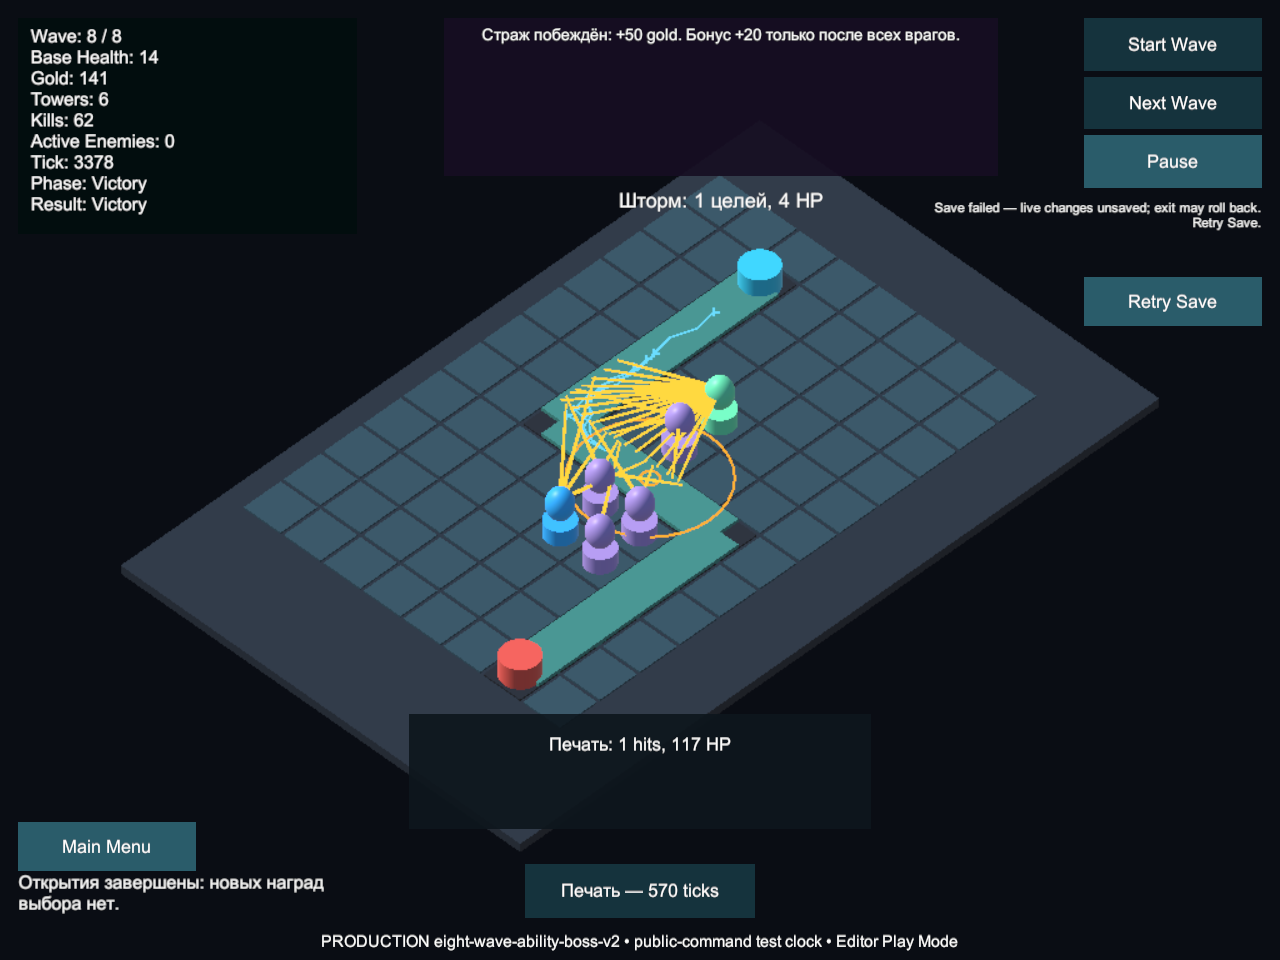 Wave: 8 / 8
Base Health: 14
Gold: 141
Towers: 6
Kills: 62
Active Enemies: 0
Tick: 3378
Phase: Victory
Result: Victory
Страж побеждён: +50 gold. Бонус +20 только после всех врагов.
Start Wave
Next Wave
Pause
Шторм: 1 целей, 4 HP
Save failed — live changes unsaved; exit may roll back.
Retry Save.
Retry Save
Печать: 1 hits, 117 HP
Main Menu
Открытия завершены: новых наград
выбора нет.
Печать — 570 ticks
PRODUCTION eight-wave-ability-boss-v2 • public-command test clock • Editor Play Mode